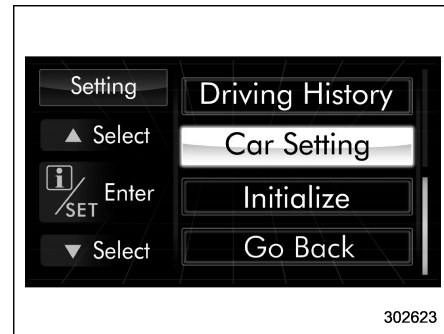 Setting
Driving History
▲ Select
Car Setting
i/SET Enter
Initialize
▼ Select
Go Back
302623